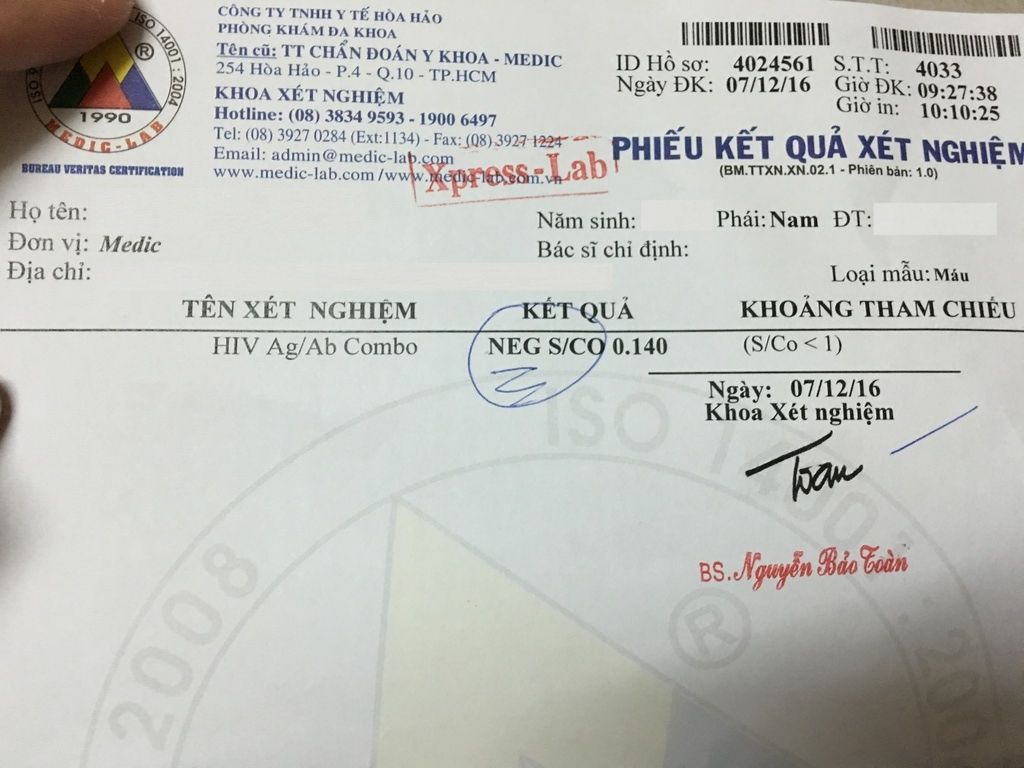 CÔNG TY TNHH Y TẾ HÒA HẢO
PHÒNG KHÁM ĐA KHOA
Tên cũ: TT CHẨN ĐOÁN Y KHOA - MEDIC
254 Hòa Hảo - P.4 - Q.10 - TP.HCM
KHOA XÉT NGHIỆM
Hotline: (08) 3834 9593 - 1900 6497
Tel: (08) 3927 0284 (Ext:1134) - Fax: (08) 3927 1224
Email: admin@medic-lab.com
www.medic-lab.com /www.medic-lab.com.vn
Xpress-Lab
ISO 14001:2004
ISO 9
®
1990
MEDIC-LAB
BUREAU VERITAS CERTIFICATION
ID Hồ sơ: 4024561 S.T.T: 4033
Ngày ĐK: 07/12/16 Giờ ĐK: 09:27:38
Giờ in: 10:10:25
PHIẾU KẾT QUẢ XÉT NGHIỆM
(BM.TTXN.XN.02.1 - Phiên bản: 1.0)
Họ tên:
Năm sinh: Phái: Nam ĐT:
Đơn vị: Medic
Bác sĩ chỉ định:
Địa chỉ:
Loại mẫu: Máu
TÊN XÉT NGHIỆM KẾT QUẢ KHOẢNG THAM CHIẾU
HIV Ag/Ab Combo NEG S/CO 0.140 (S/Co < 1)
Ngày: 07/12/16
Khoa Xét nghiệm
Toan
BS. Nguyễn Bảo Toàn
ISO 14001:200
2008
®